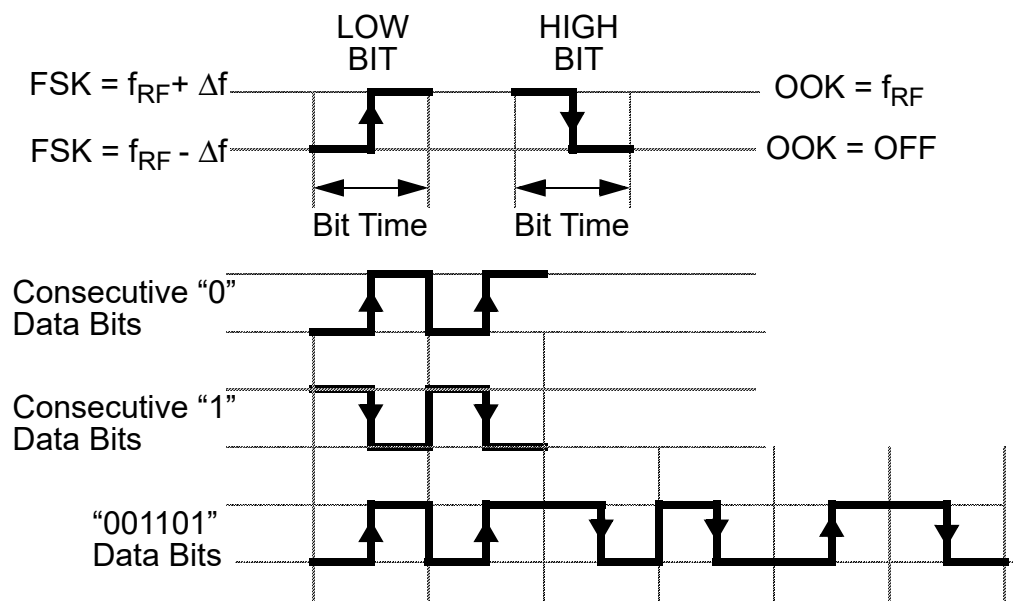 LOW
BIT
HIGH
BIT
FSK = fRF+ Δf
OOK = fRF
FSK = fRF - Δf
OOK = OFF
Bit Time
Bit Time
Consecutive “0”
Data Bits
Consecutive “1”
Data Bits
“001101”
Data Bits